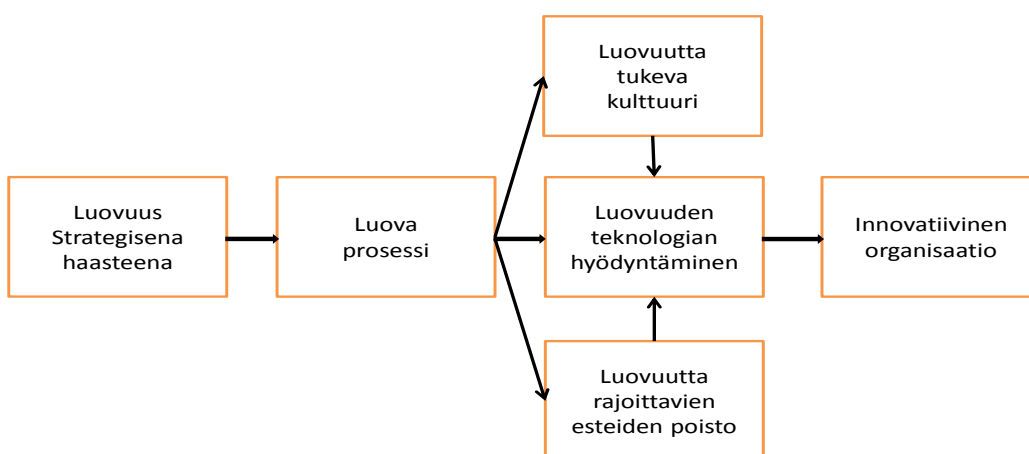 Luovuutta
tukeva
kulttuuri
Luovuus
Strategisena
haasteena
Luova
prosessi
Luovuuden
teknologian
hyödyntäminen
Innovatiivinen
organisaatio
Luovuutta
rajoittavien
esteiden poisto